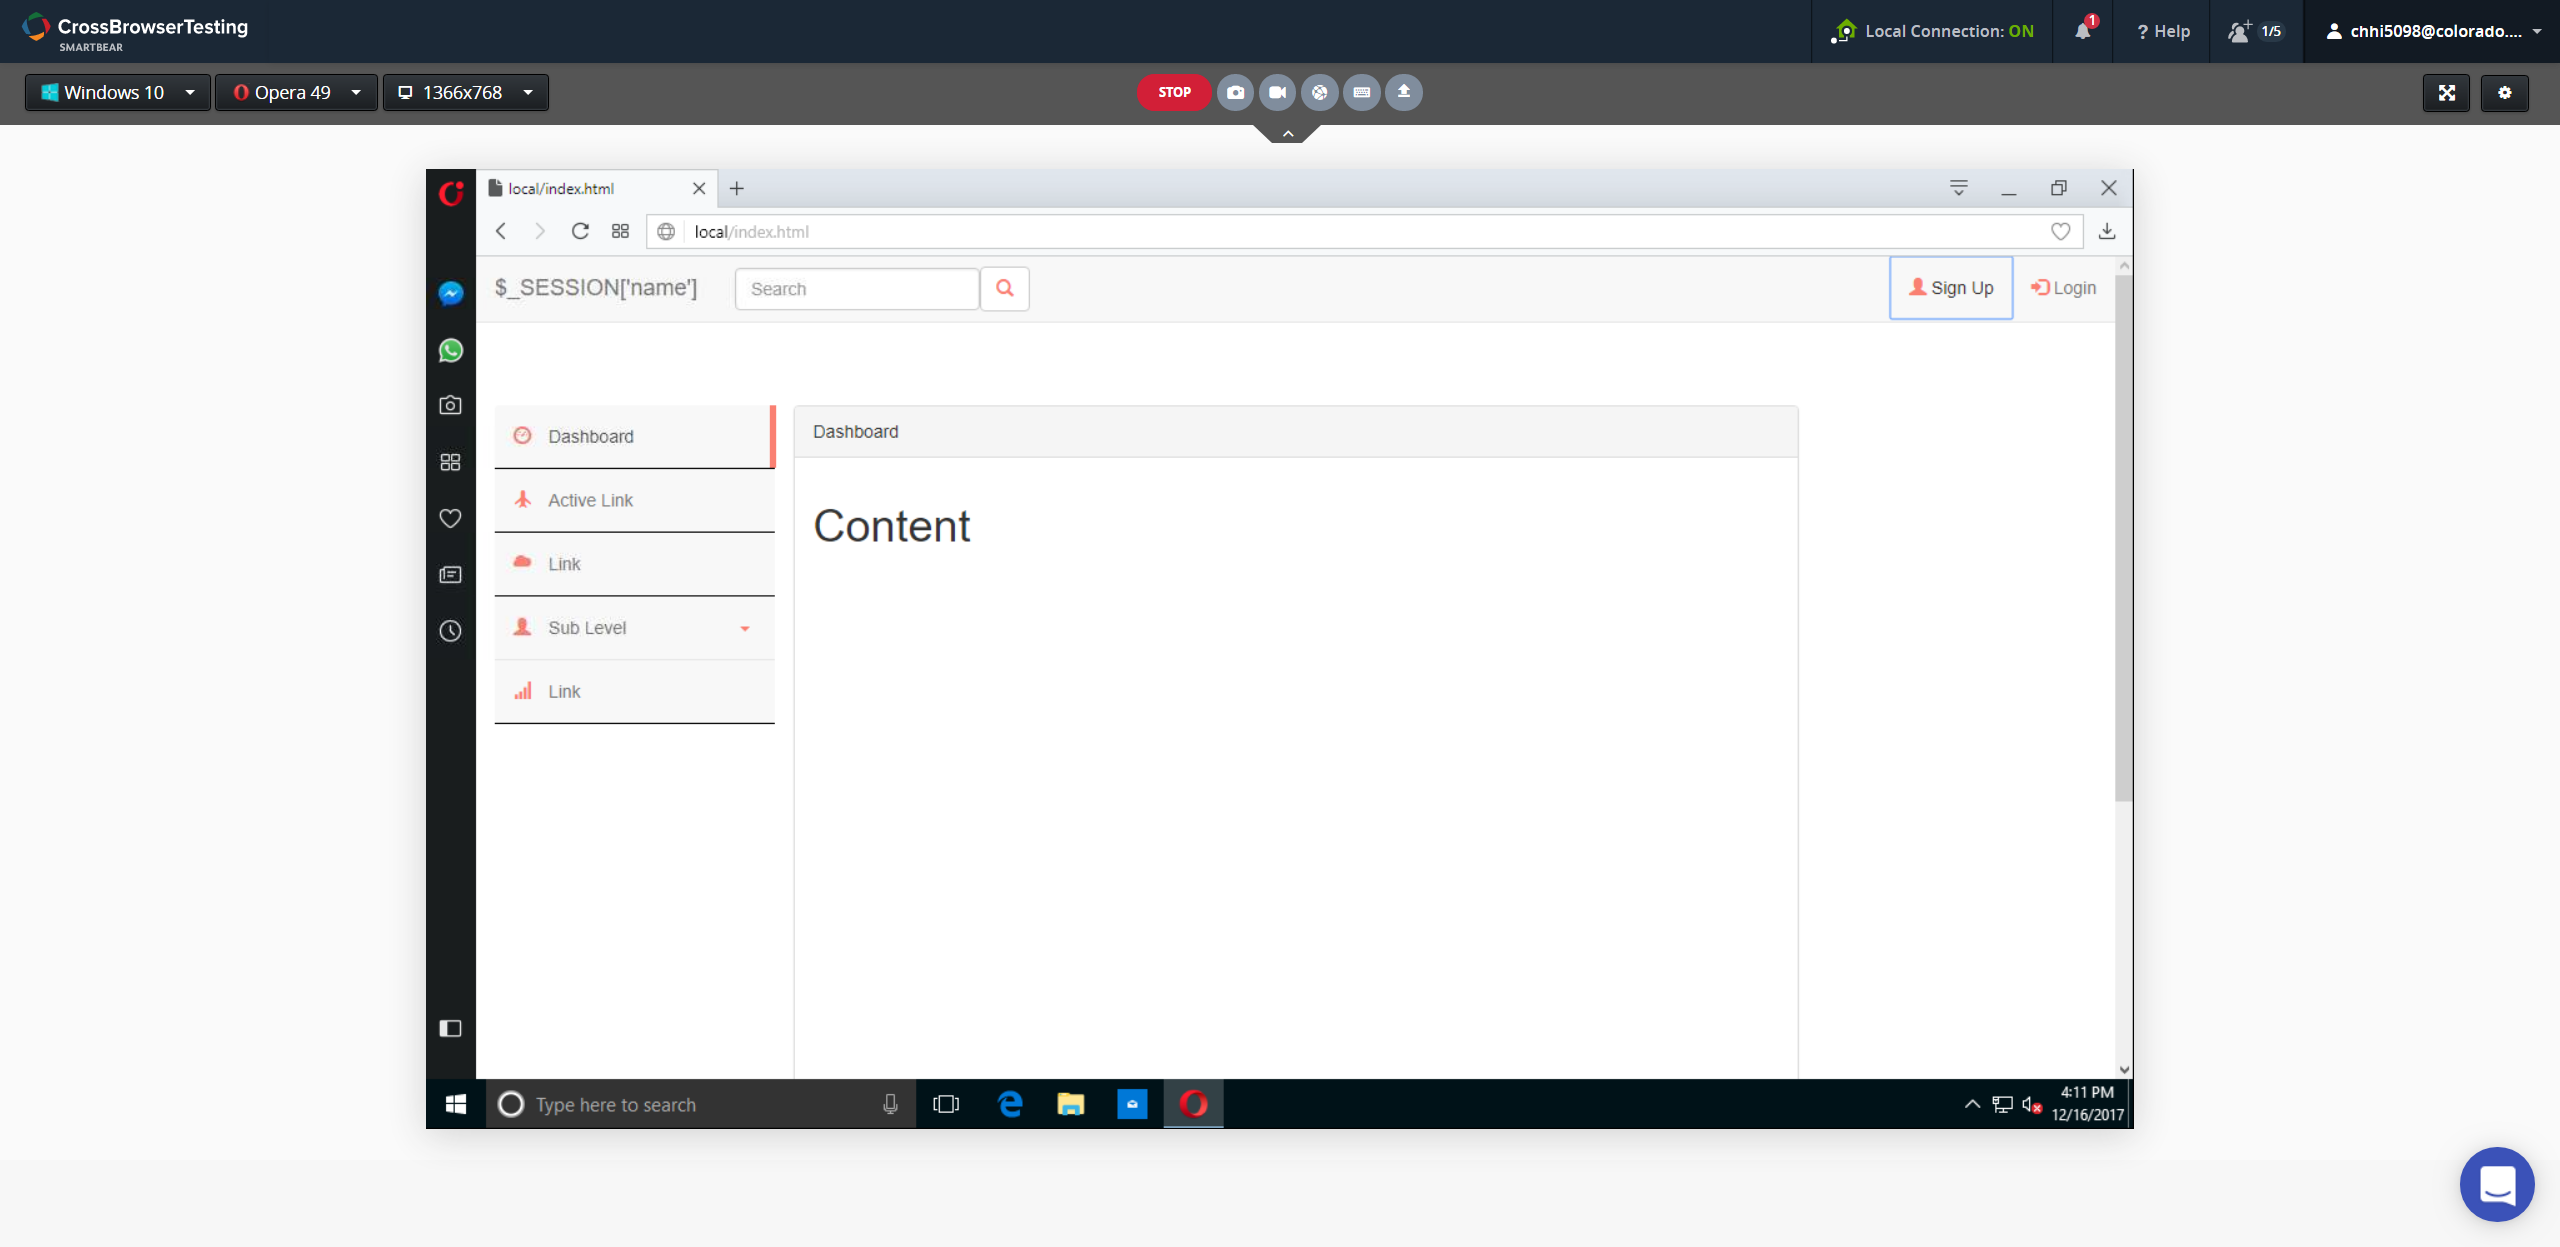 CrossBrowserTesting
SMARTBEAR
Local Connection: ON
1
? Help
1/5
chhi5098@colorado....
Windows 10
Opera 49
1366x768
STOP
local/index.html
local/index.html
$_SESSION['name']
Search
Sign Up
Login
Dashboard
Active Link
Link
Sub Level
Link
Dashboard
Content
Type here to search
4:11 PM
12/16/2017